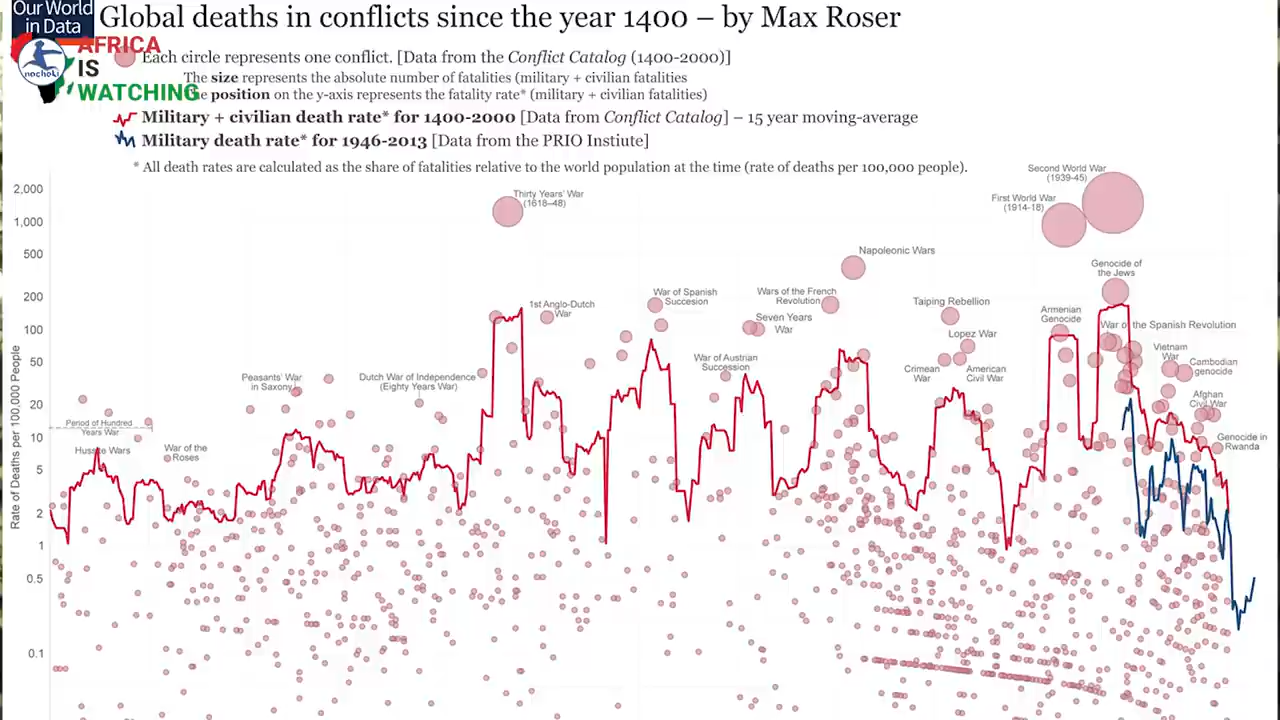 Our World
in Data
Global deaths in conflicts since the year 1400 – by Max Roser
AFRICA
IS
WATCHING
nochoki
Each circle represents one conflict. [Data from the Conflict Catalog (1400-2000)]
The size represents the absolute number of fatalities (military + civilian fatalities
position on the y-axis represents the fatality rate* (military + civilian fatalities)
Military + civilian death rate* for 1400-2000 [Data from Conflict Catalog] – 15 year moving-average
Military death rate* for 1946-2013 [Data from the PRIO Instiute]
* All death rates are calculated as the share of fatalities relative to the world population at the time (rate of deaths per 100,000 people).
Rate of Deaths per 100,000 People
2,000
1,000
500
200
100
50
20
10
5
2
1
0.5
0.1
Period of Hundred
Years War
Hussite Wars
War of the
Roses
Peasants' War
in Saxony
Dutch War of Independence
(Eighty Years War)
Thirty Years' War
(1618–48)
1st Anglo-Dutch
War
War of Spanish
Succesion
War of Austrian
Succession
Seven Years
War
Wars of the French
Revolution
Napoleonic Wars
Taiping Rebellion
Lopez War
Crimean
War
American
Civil War
First World War
(1914-18)
Second World War
(1939-45)
Armenian
Genocide
Genocide of
the Jews
War of the Spanish Revolution
Vietnam
War
Cambodian
genocide
Afghan
Civil War
Genocide in
Rwanda